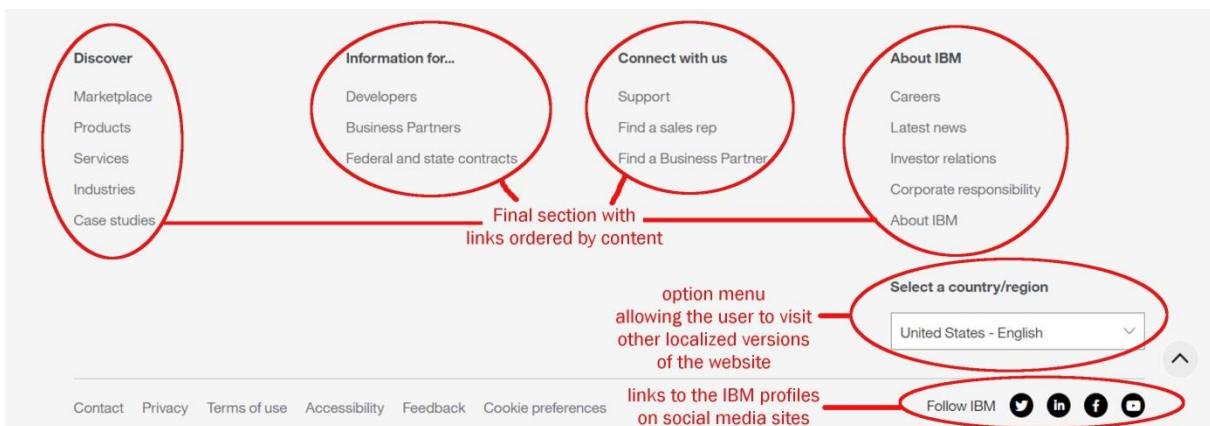 Discover
Marketplace
Products
Services
Industries
Case studies
Information for...
Developers
Business Partners
Federal and state contracts
Connect with us
Support
Find a sales rep
Find a Business Partner
About IBM
Careers
Latest news
Investor relations
Corporate responsibility
About IBM
Final section with
links ordered by content
option menu
allowing the user to visit
other localized versions
of the website
Select a country/region
United States - English
Contact Privacy Terms of use Accessibility Feedback Cookie preferences
links to the IBM profiles
on social media sites
Follow IBM